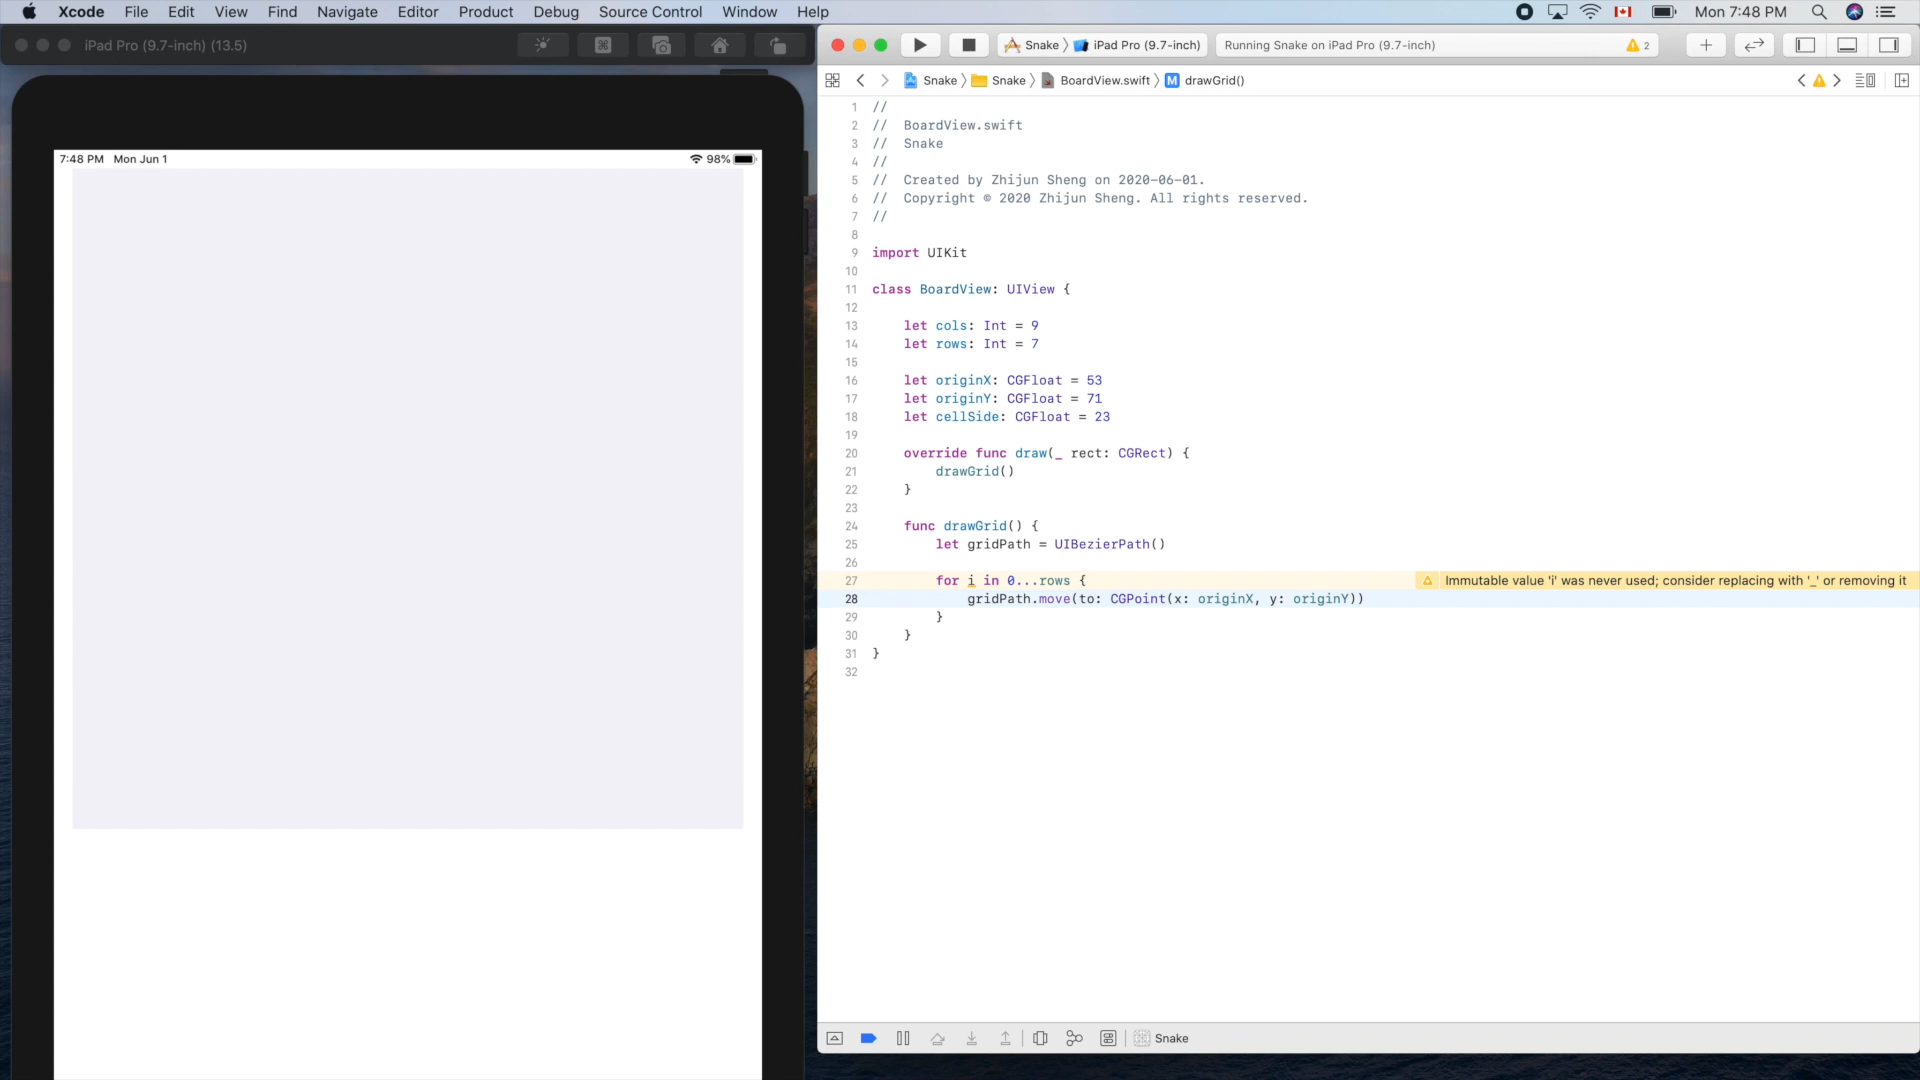 Xcode File Edit View Find Navigate Editor Product Debug Source Control Window Help
Mon 7:48 PM
iPad Pro (9.7-inch) (13.5)
7:48 PM Mon Jun 1
98%
Snake 〉 iPad Pro (9.7-inch)
Running Snake on iPad Pro (9.7-inch)
2
Snake 〉 Snake 〉 BoardView.swift 〉 M drawGrid()
1 //
2 //  BoardView.swift
3 //  Snake
4 //
5 //  Created by Zhijun Sheng on 2020-06-01.
6 //  Copyright © 2020 Zhijun Sheng. All rights reserved.
7 //
8
9 import UIKit
10
11 class BoardView: UIView {
12
13     let cols: Int = 9
14     let rows: Int = 7
15
16     let originX: CGFloat = 53
17     let originY: CGFloat = 71
18     let cellSide: CGFloat = 23
19
20     override func draw(_ rect: CGRect) {
21         drawGrid()
22     }
23
24     func drawGrid() {
25         let gridPath = UIBezierPath()
26
27         for i in 0...rows {
Immutable value 'i' was never used; consider replacing with '_' or removing it
28             gridPath.move(to: CGPoint(x: originX, y: originY))
29         }
30     }
31 }
32
Snake